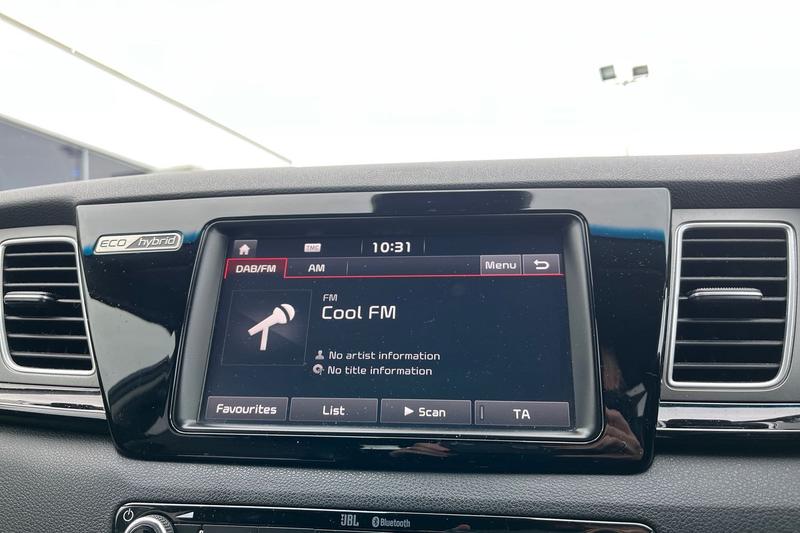 ECO hybrid
TMC
10:31
DAB/FM
AM
Menu
FM
Cool FM
No artist information
No title information
Favourites
List
Scan
TA
JBL
Bluetooth